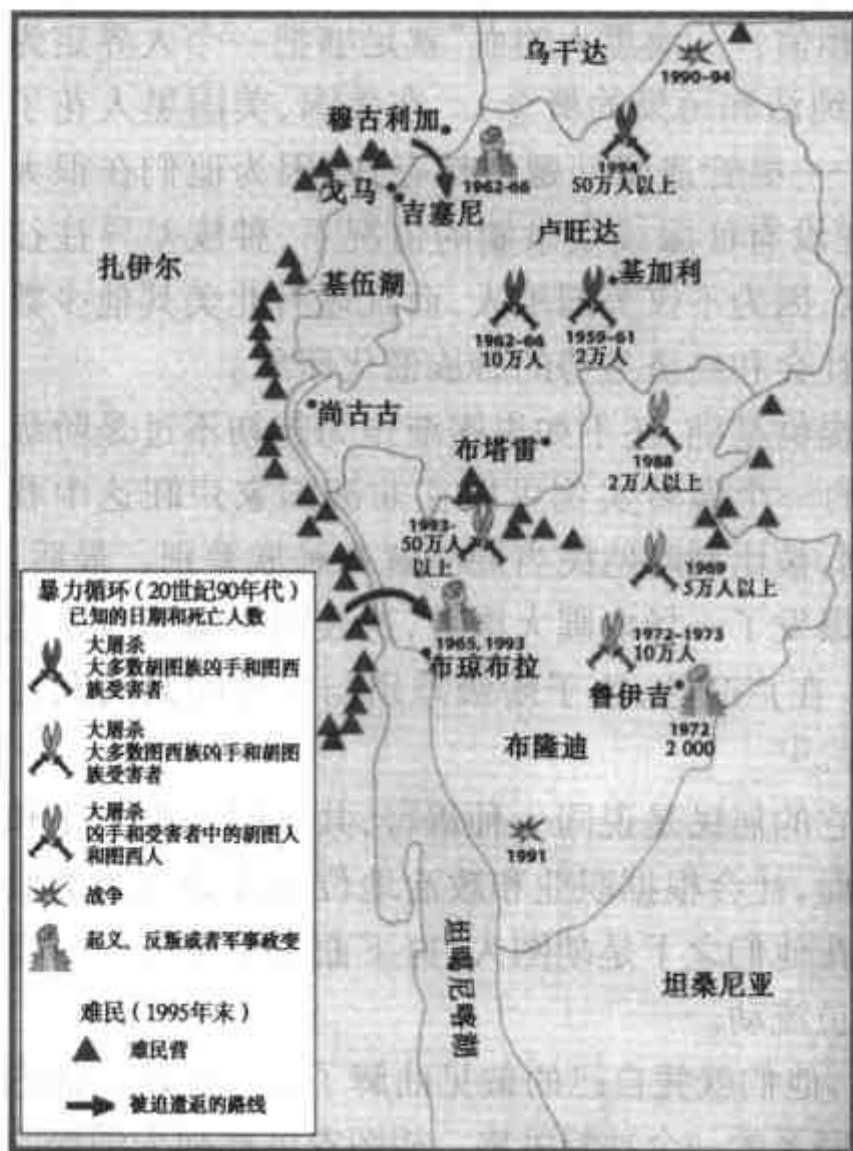 乌干达
1990-94
穆古利加
1962-66
1994
50万人以上
戈马
吉塞尼
卢旺达
扎伊尔
基伍湖
基加利
1962-66
10万人
1959-61
2万人
尚古古
布塔雷
1988
2万人以上
1993-
50万人
以上
1969
5万人以上
1965, 1993
布琼布拉
1972-1973
10万人
鲁伊吉
1972
2 000
布隆迪
1991
坦噶尼喀湖
坦桑尼亚
暴力循环（20世纪90年代）
已知的日期和死亡人数
大屠杀
大多数胡图族凶手和图西
族受害者
大屠杀
大多数图西族凶手和胡图
族受害者
大屠杀
凶手和受害者中的胡图人
和图西人
战争
起义、反叛或者军事政变
难民（1995年末）
难民营
被迫遣返的路线